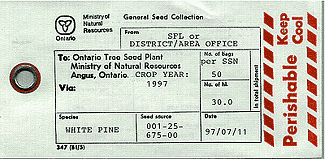 Ministry of
Natural
Resources
Ontario
General Seed Collection
From
SFL or
DISTRICT/AREA OFFICE
To: Ontario Tree Seed Plant
Ministry of Natural Resources
Angus, Ontario. CROP YEAR:
Via: 1997
No. of Bags
per SSN
50
No. of hl.
30.0
In total shipment
Species
WHITE PINE
Seed source
001-25-
675-00
Date
97/07/11
347 (81/5)
Perishable Keep
Cool